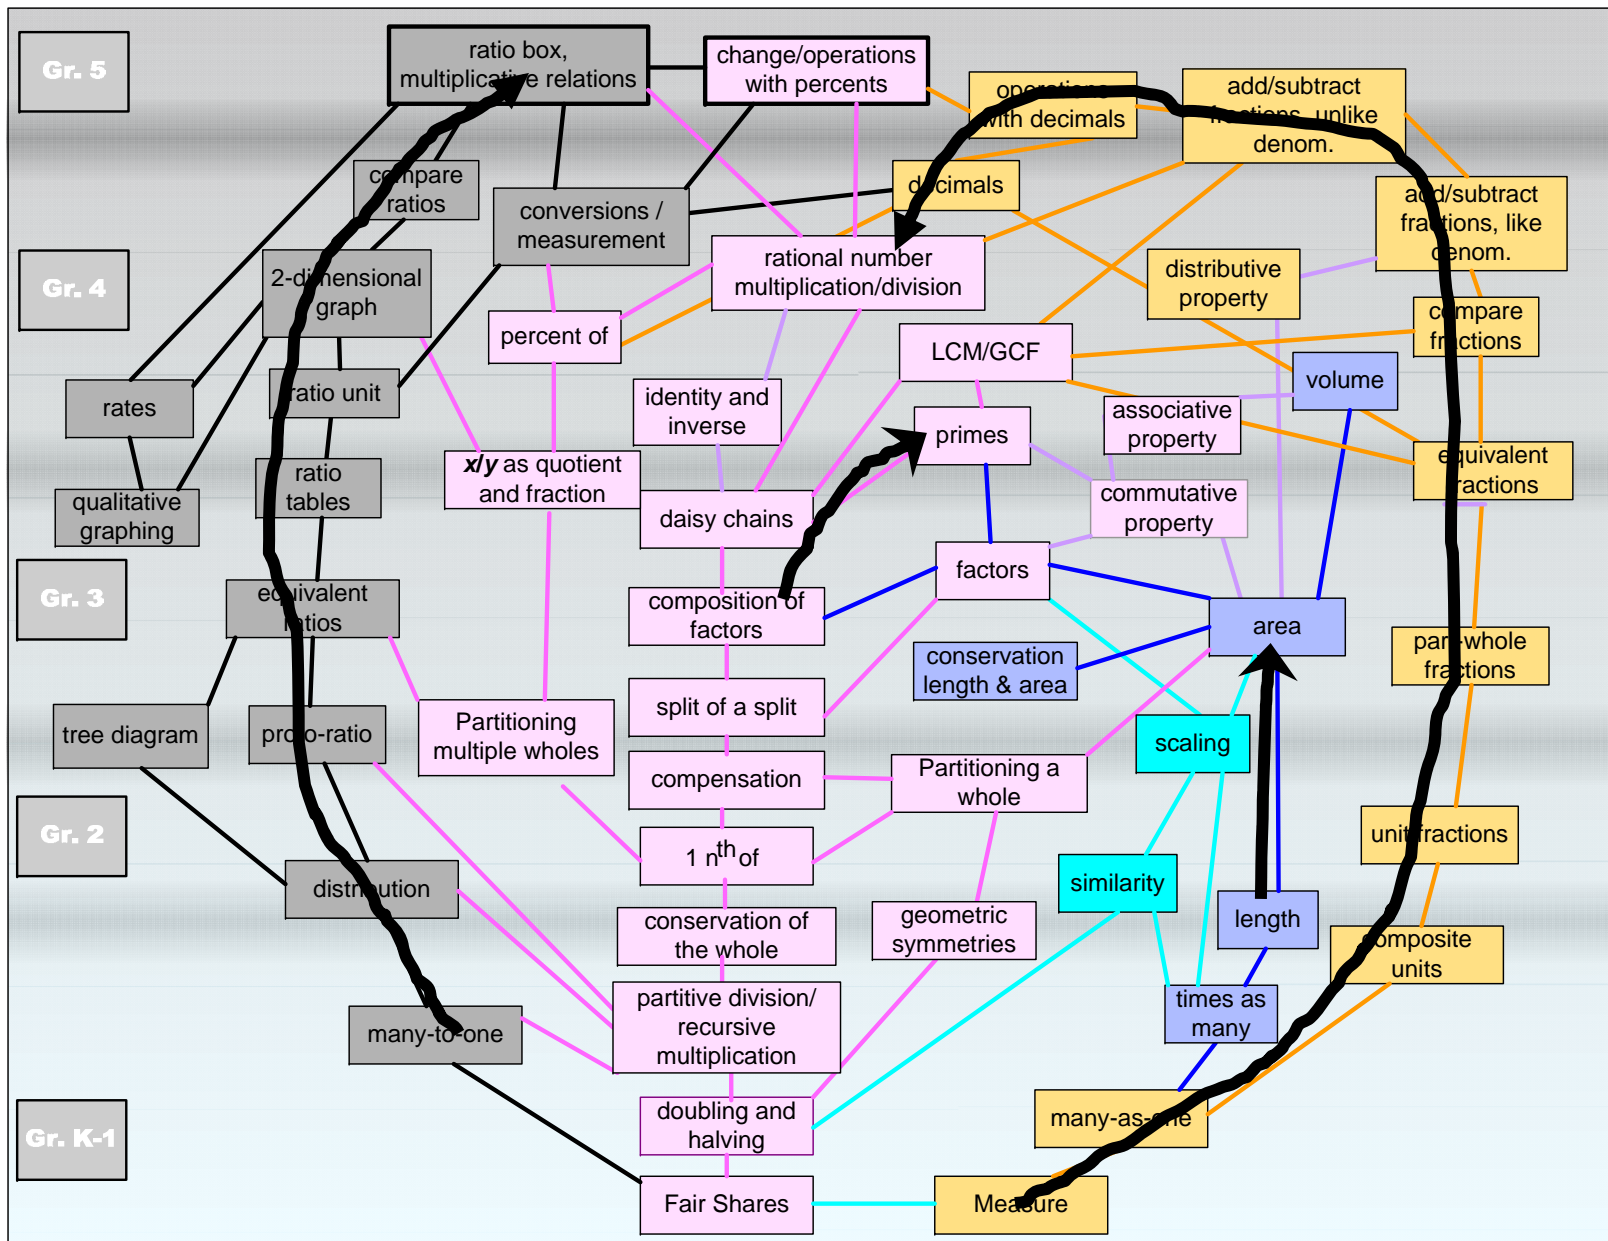 Gr. 5
ratio box,
multiplicative relations
change/operations
with percents
operations
with decimals
add/subtract
fractions, unlike
denom.
compare
ratios
conversions /
measurement
decimals
add/subtract
fractions, like
denom.
Gr. 4
2-dimensional
graph
rational number
multiplication/division
distributive
property
percent of
LCM/GCF
compare
fractions
rates
ratio unit
identity and
inverse
primes
associative
property
volume
qualitative
graphing
ratio
tables
x/y as quotient
and fraction
daisy chains
commutative
property
equivalent
fractions
Gr. 3
equivalent
ratios
composition of
factors
factors
area
conservation
length & area
part-whole
fractions
tree diagram
proto-ratio
Partitioning
multiple wholes
split of a split
scaling
compensation
Partitioning a
whole
Gr. 2
1 nth of
unit fractions
distribution
similarity
conservation of
the whole
geometric
symmetries
length
composite
units
many-to-one
partitive division/
recursive
multiplication
times as
many
Gr. K-1
doubling and
halving
many-as-one
Fair Shares
Measure